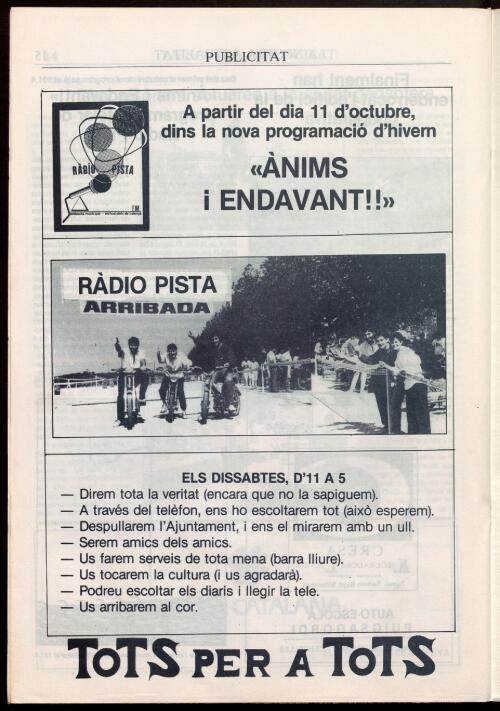 PUBLICITAT
RÀDIO PISTA
FM
A partir del dia 11 d'octubre,
dins la nova programació d'hivern
«ÀNIMS
i ENDAVANT!!»
RÀDIO PISTA
ARRIBADA
ELS DISSABTES, D'11 A 5
— Direm tota la veritat (encara que no la sapiguem).
— A través del telèfon, ens ho escoltarem tot (això esperem).
— Despullarem l'Ajuntament, i ens el mirarem amb un ull.
— Serem amics dels amics.
— Us farem serveis de tota mena (barra lliure).
— Us tocarem la cultura (i us agradarà).
— Podreu escoltar els diaris i llegir la tele.
— Us arribarem al cor.
TOTS PER A TOTS